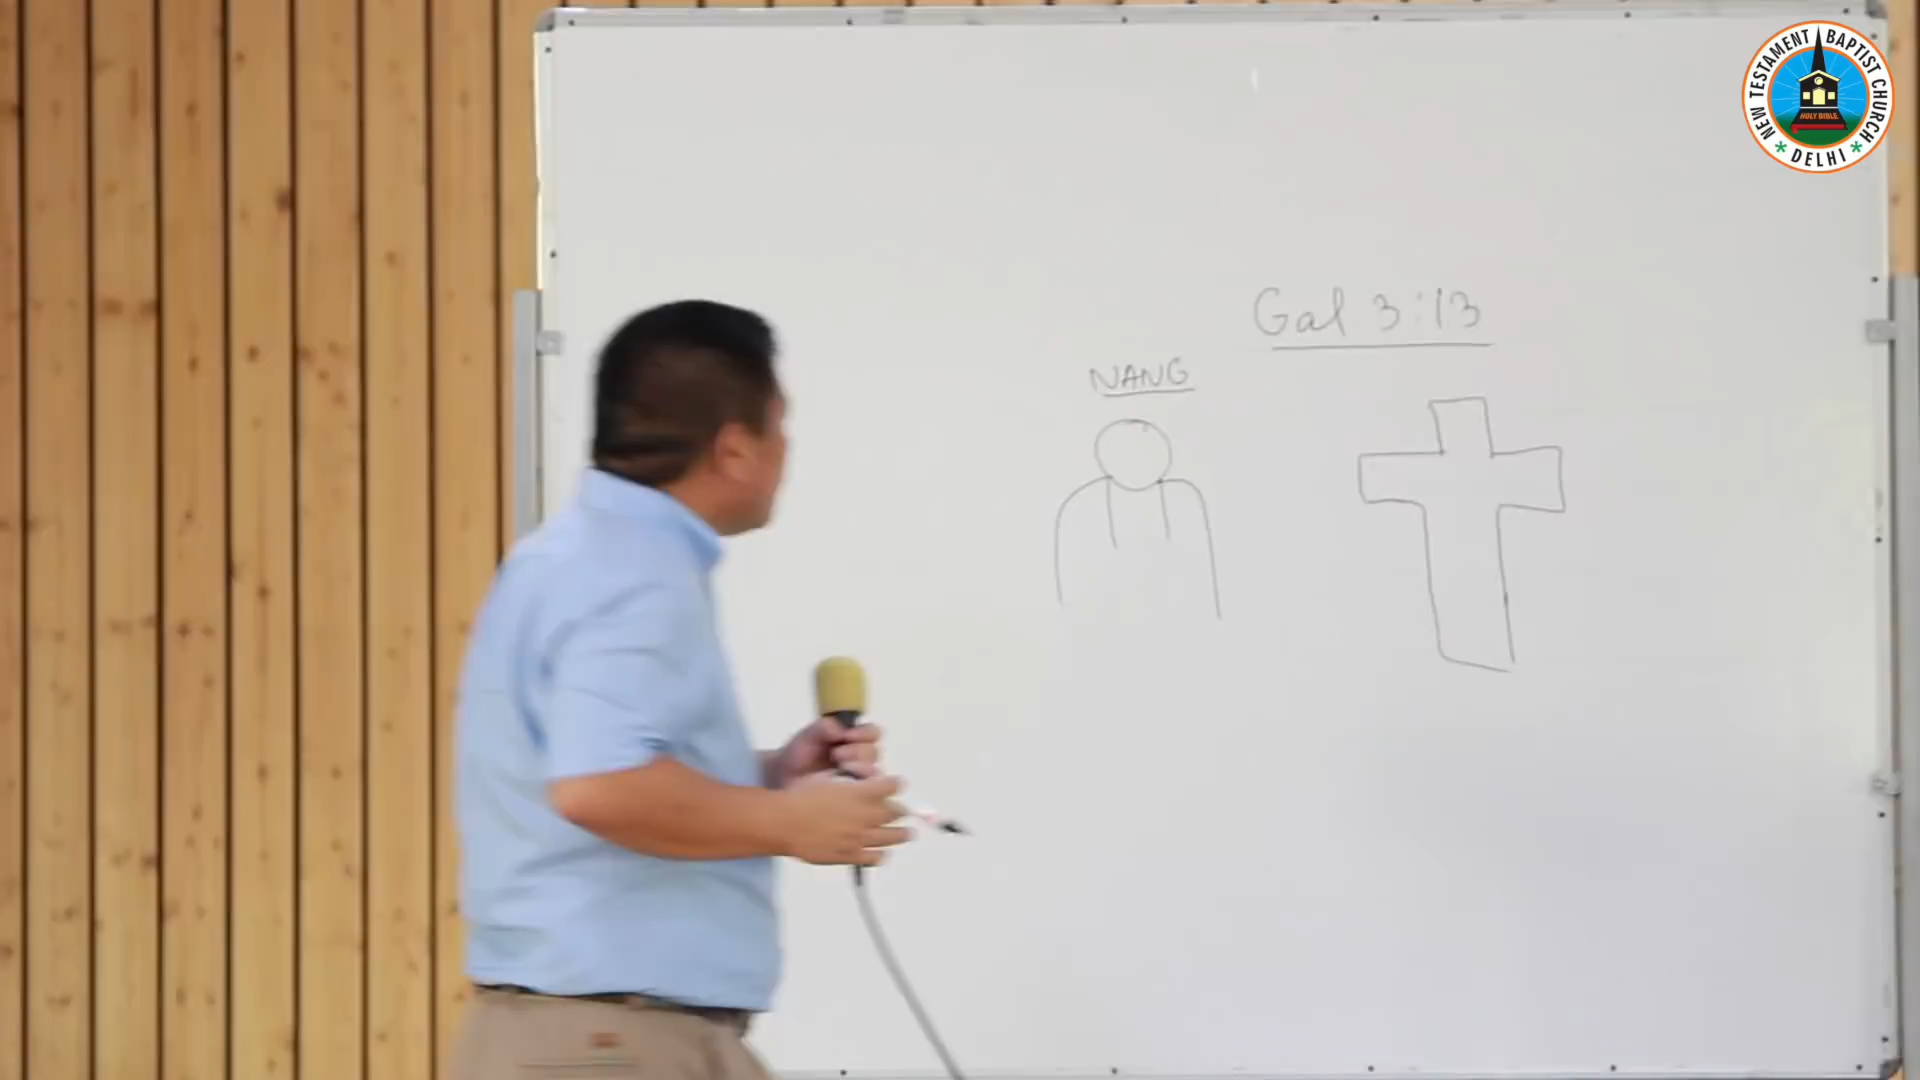 Gal 3:13
NANG
NEW TESTAMENT BAPTIST CHURCH
HOLY BIBLE
* DELHI *